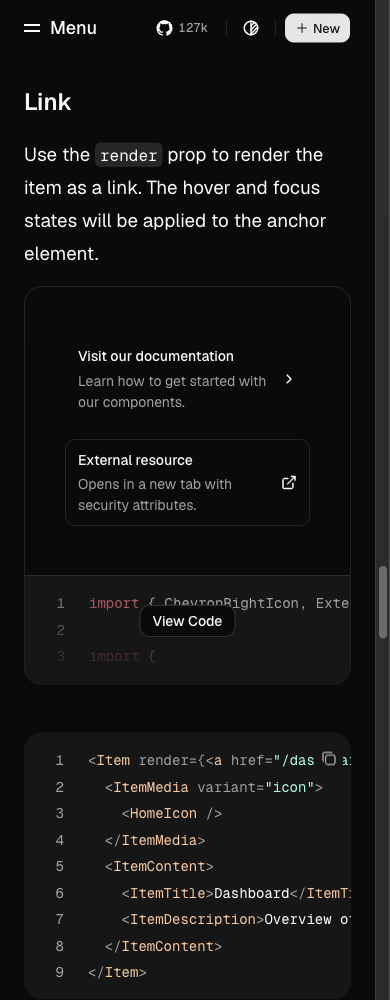 Menu 127k + New
Link
Use the render prop to render the
item as a link. The hover and focus
states will be applied to the anchor
element.
Visit our documentation
Learn how to get started with
our components.
External resource
Opens in a new tab with
security attributes.
1 import { ChevronRightIcon, Exte
View Code
2
3 import {
1 <Item render={<a href="/das
2 <ItemMedia variant="icon">
3 <HomeIcon />
4 </ItemMedia>
5 <ItemContent>
6 <ItemTitle>Dashboard</ItemTi
7 <ItemDescription>Overview of
8 </ItemContent>
9 </Item>